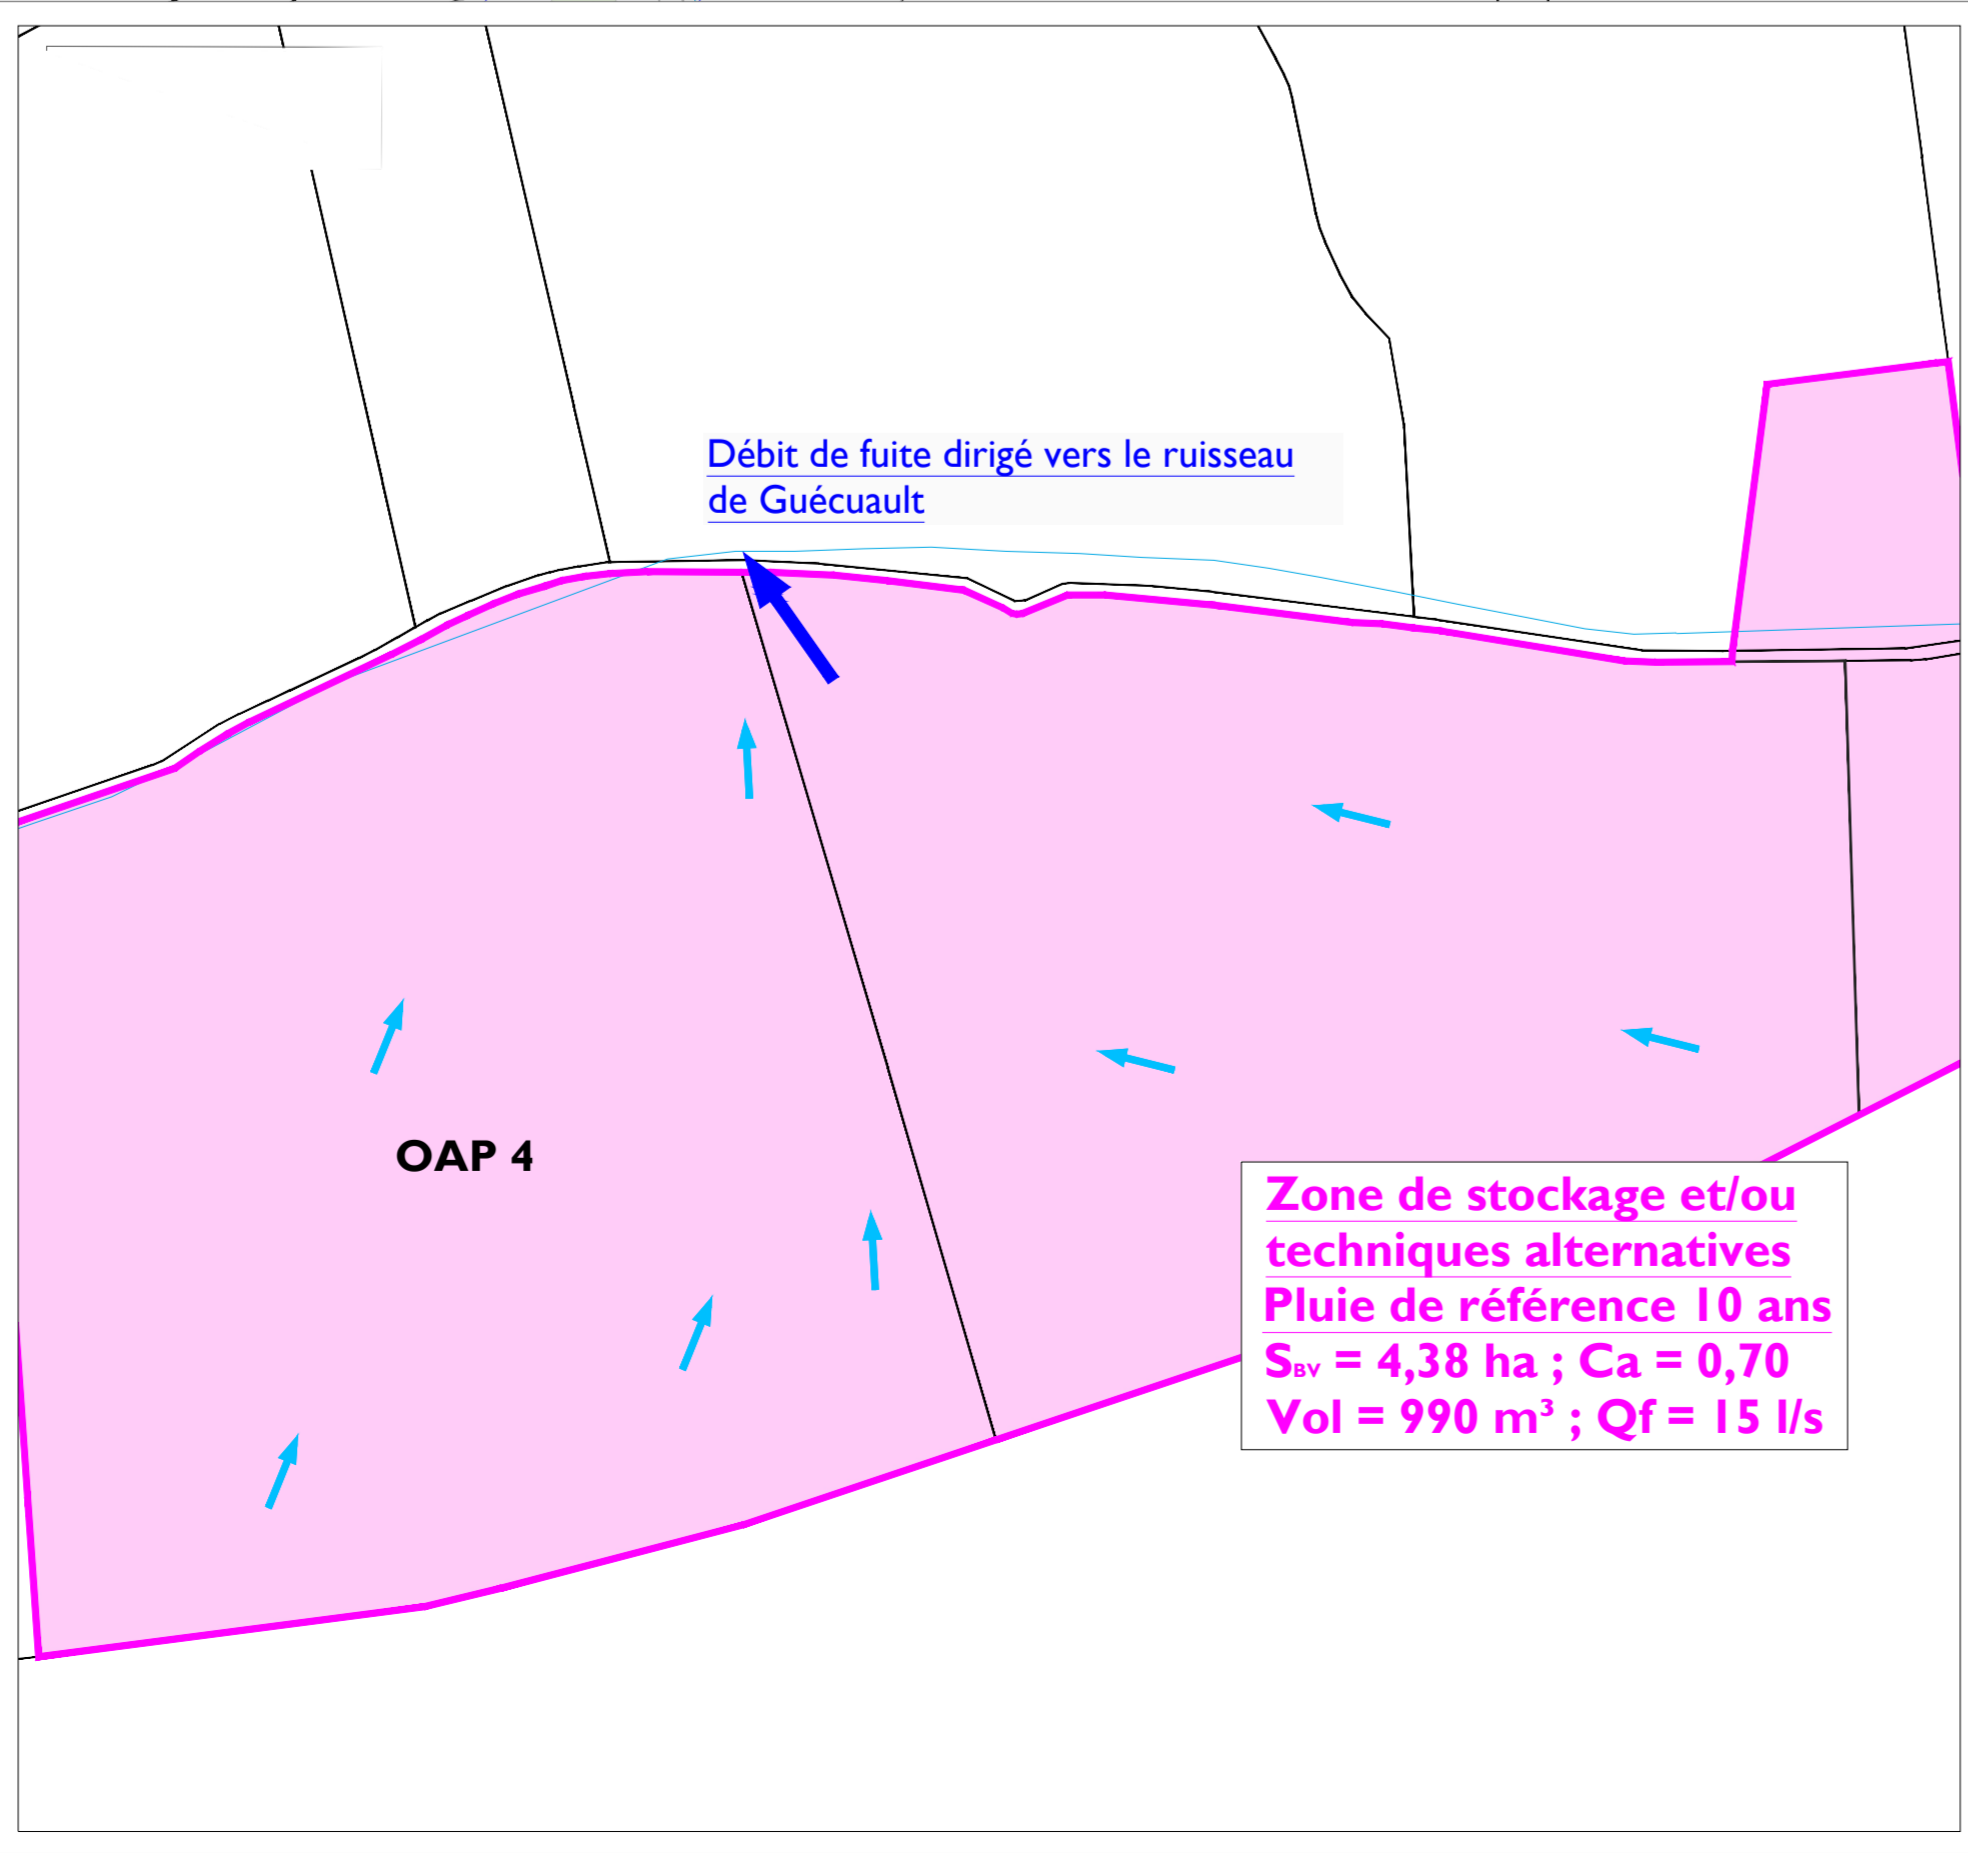 Débit de fuite dirigé vers le ruisseau
de Guécuault
OAP 4
Zone de stockage et/ou
techniques alternatives
Pluie de référence 10 ans
SBV = 4,38 ha ; Ca = 0,70
Vol = 990 m³ ; Qf = 15 l/s